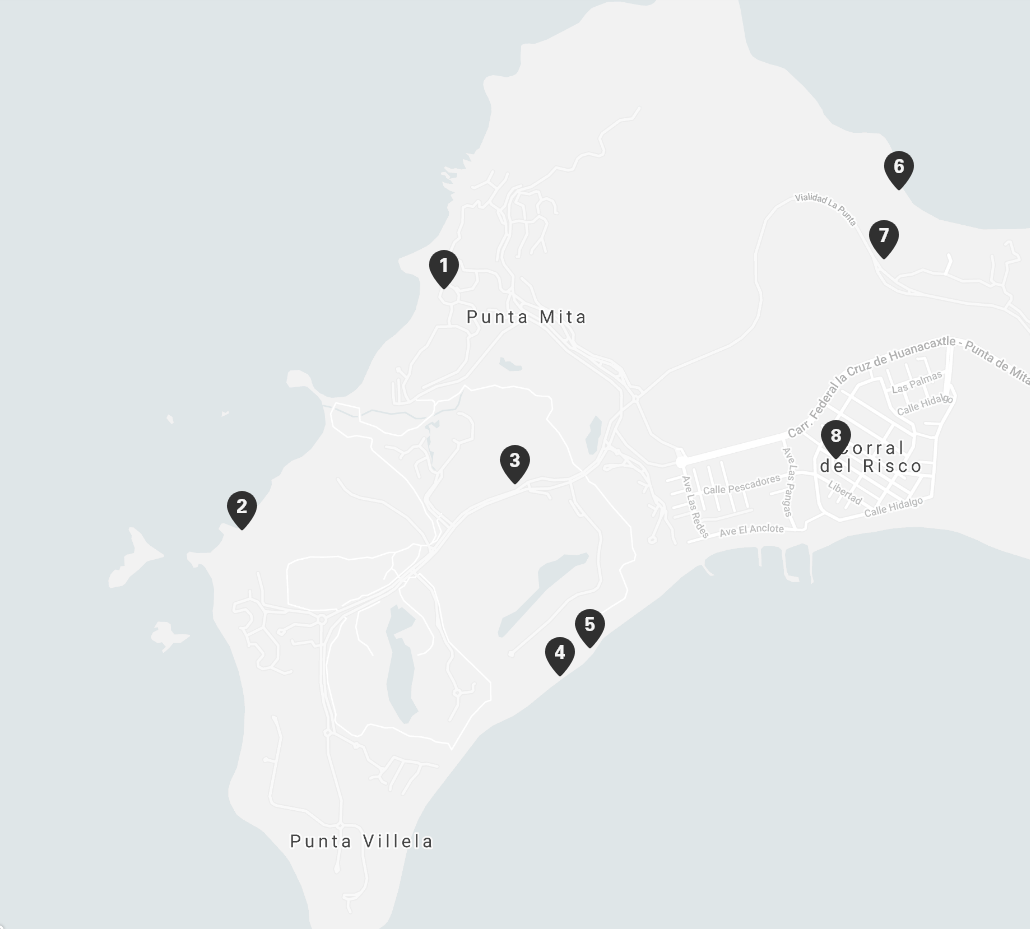 6
Vialidad La Punta
7
1
Punta Mita
Carr. Federal la Cruz de Huanacaxtle - Punta de Mita
Las Palmas
Calle Hidalgo
8
Corral
del Risco
3
Calle Pescadores
Ave Las Redes
Ave Las Pangas
Libertad
Calle Hidalgo
Ave El Anclote
2
5
4
Punta Villela